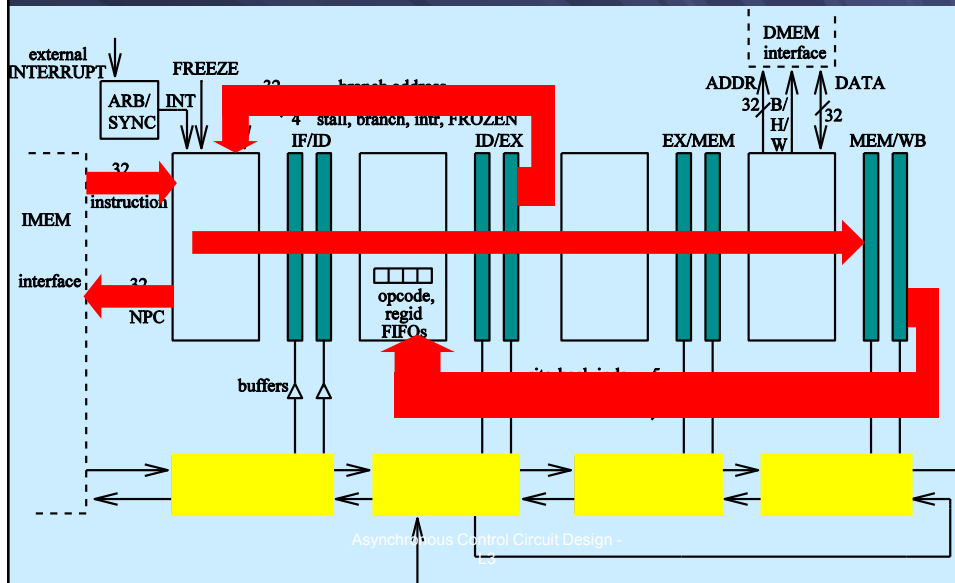 external
INTERRUPT
FREEZE
ARB/
SYNC
INT
4 stall, branch, intr, FROZEN
IF/ID
ID/EX
EX/MEM
MEM/WB
DMEM
interface
ADDR
DATA
32
B/
H/
W
32
32
instruction
IMEM
interface
32
NPC
opcode,
regid
FIFOs
buffers
Asynchronous Control Circuit Design -
L3